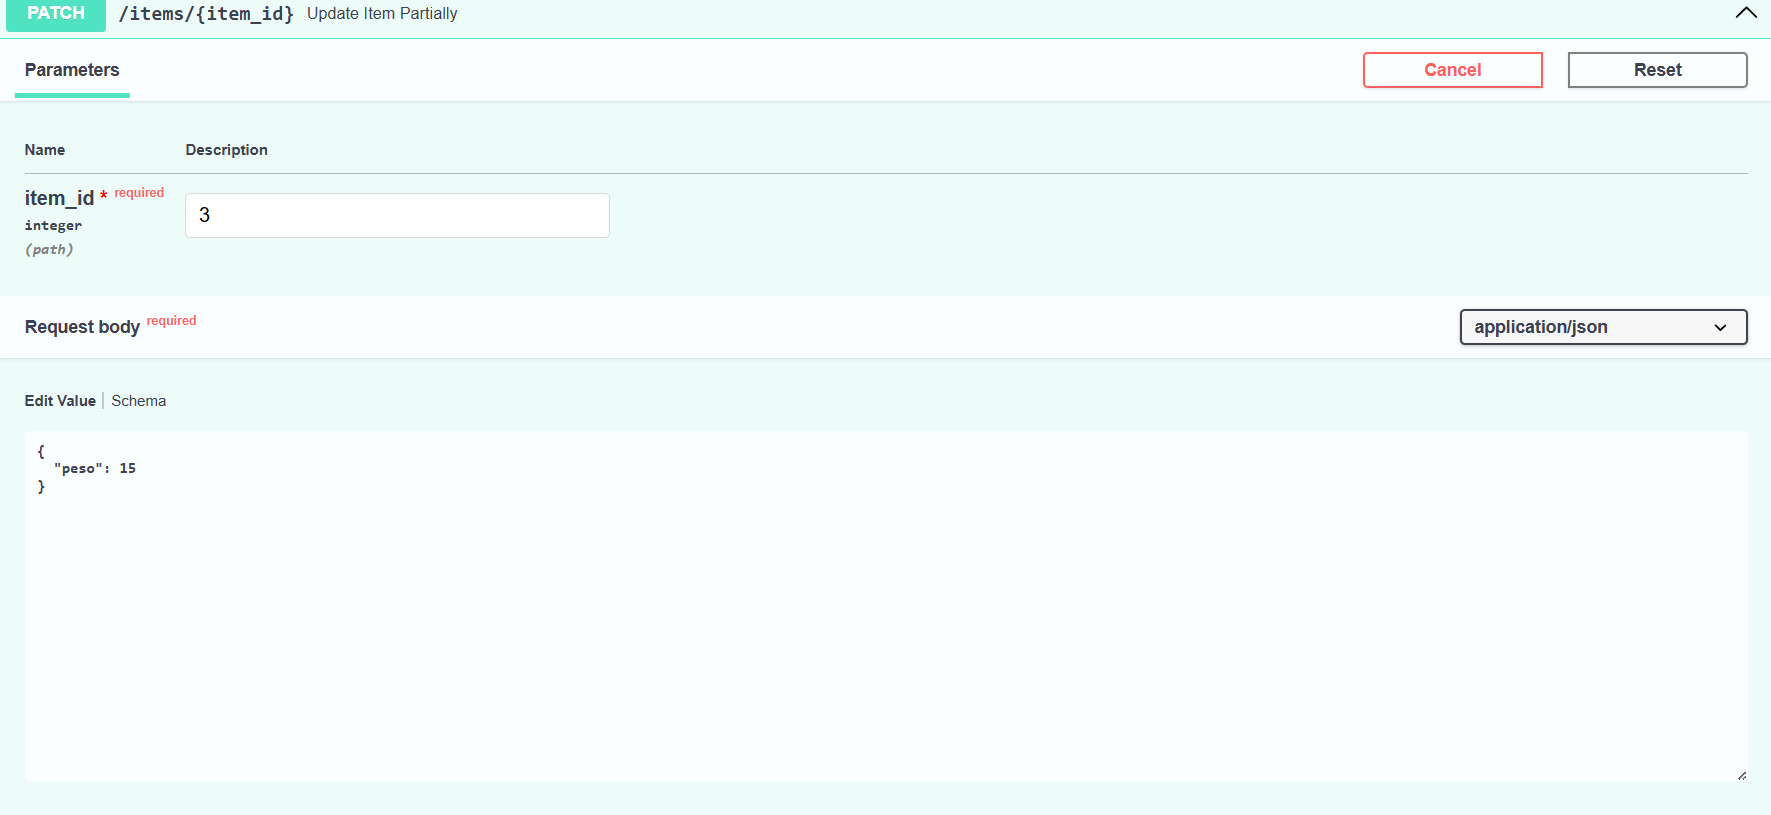 PATCH /items/{item_id} Update Item Partially
Parameters Cancel Reset
Name Description
item_id * required
integer
(path)
3
Request body required application/json
Edit Value | Schema
{
  "peso": 15
}